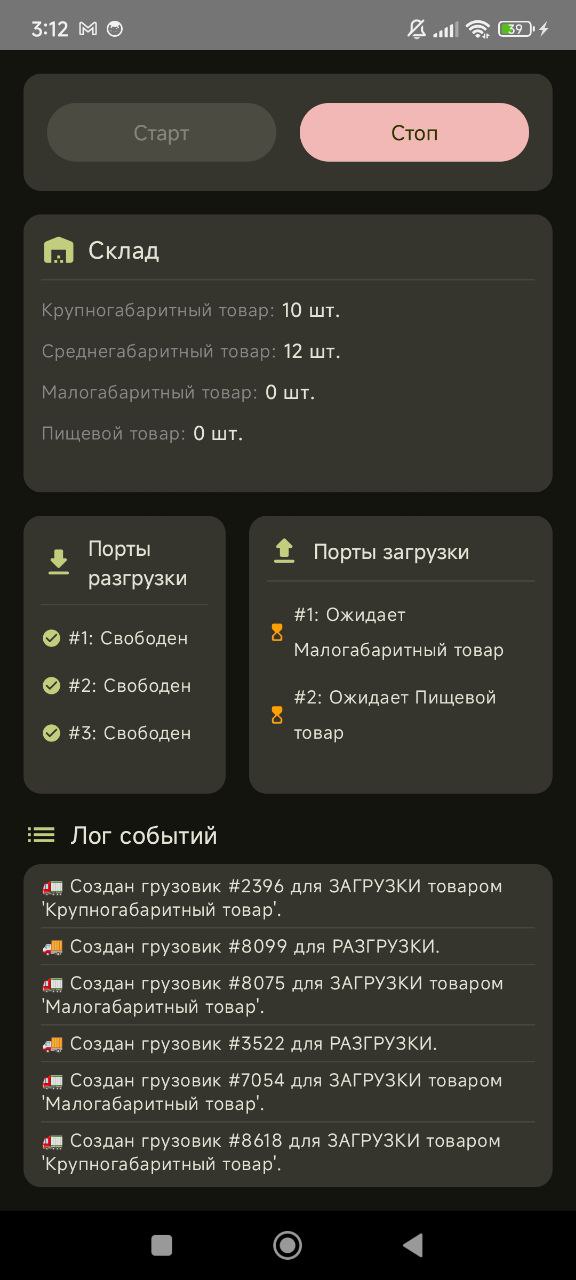 3:12
39
Старт
Стоп
Склад
Крупногабаритный товар: 10 шт.
Среднегабаритный товар: 12 шт.
Малогабаритный товар: 0 шт.
Пищевой товар: 0 шт.
Порты
разгрузки
#1: Свободен
#2: Свободен
#3: Свободен
Порты загрузки
#1: Ожидает
Малогабаритный товар
#2: Ожидает Пищевой
товар
Лог событий
🚛 Создан грузовик #2396 для ЗАГРУЗКИ товаром
'Крупногабаритный товар'.
🚚 Создан грузовик #8099 для РАЗГРУЗКИ.
🚛 Создан грузовик #8075 для ЗАГРУЗКИ товаром
'Малогабаритный товар'.
🚚 Создан грузовик #3522 для РАЗГРУЗКИ.
🚛 Создан грузовик #7054 для ЗАГРУЗКИ товаром
'Малогабаритный товар'.
🚛 Создан грузовик #8618 для ЗАГРУЗКИ товаром
'Крупногабаритный товар'.